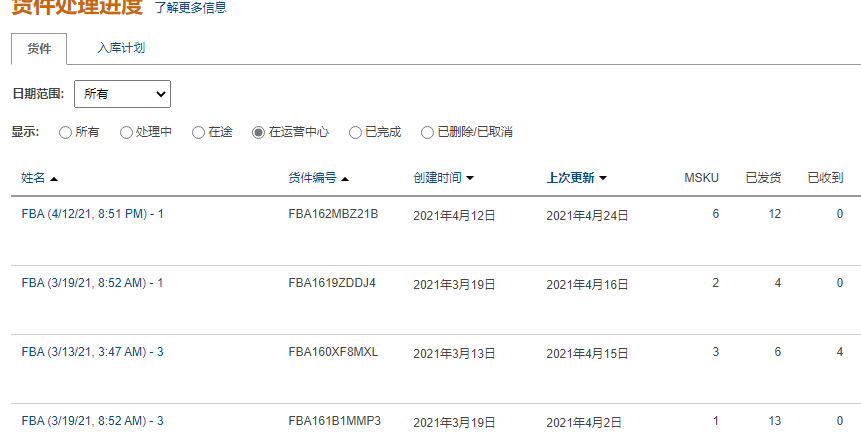 货件处理进度 了解更多信息
货件 入库计划
日期范围: 所有
显示: 所有 处理中 在途 在运营中心 已完成 已删除/已取消
姓名 货件编号 创建时间 上次更新 MSKU 已发货 已收到
FBA (4/12/21, 8:51 PM) - 1 FBA162MBZ21B 2021年4月12日 2021年4月24日 6 12 0
FBA (3/19/21, 8:52 AM) - 1 FBA1619ZDDJ4 2021年3月19日 2021年4月16日 2 4 0
FBA (3/13/21, 3:47 AM) - 3 FBA160XF8MXL 2021年3月13日 2021年4月15日 3 6 4
FBA (3/19/21, 8:52 AM) - 3 FBA161B1MMP3 2021年3月19日 2021年4月2日 1 13 0